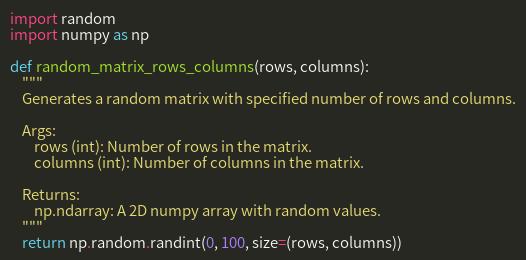 import random
import numpy as np

def random_matrix_rows_columns(rows, columns):
    """
    Generates a random matrix with specified number of rows and columns.

    Args:
        rows (int): Number of rows in the matrix.
        columns (int): Number of columns in the matrix.

    Returns:
        np.ndarray: A 2D numpy array with random values.
    """
    return np.random.randint(0, 100, size=(rows, columns))